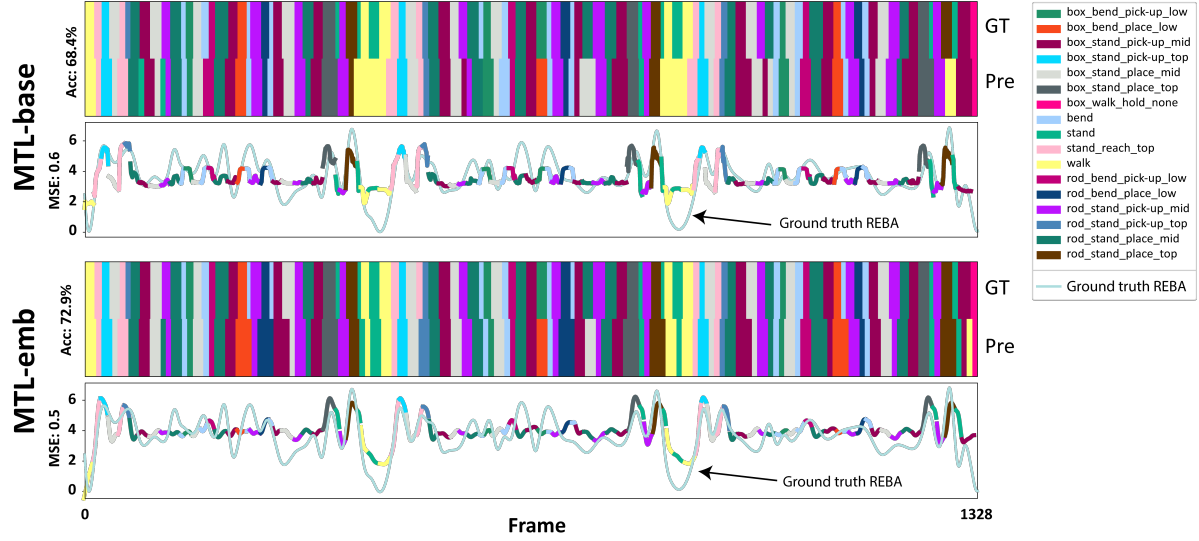 MTL-base
Acc: 68.4%
GT
Pre
MSE: 0.6
6
4
2
0
Ground truth REBA
MTL-emb
Acc: 72.9%
GT
Pre
MSE: 0.5
6
4
2
0
Ground truth REBA
0
Frame
1328
box_bend_pick-up_low
box_bend_place_low
box_stand_pick-up_mid
box_stand_pick-up_top
box_stand_place_mid
box_stand_place_top
box_walk_hold_none
bend
stand
stand_reach_top
walk
rod_bend_pick-up_low
rod_bend_place_low
rod_stand_pick-up_mid
rod_stand_pick-up_top
rod_stand_place_mid
rod_stand_place_top
Ground truth REBA